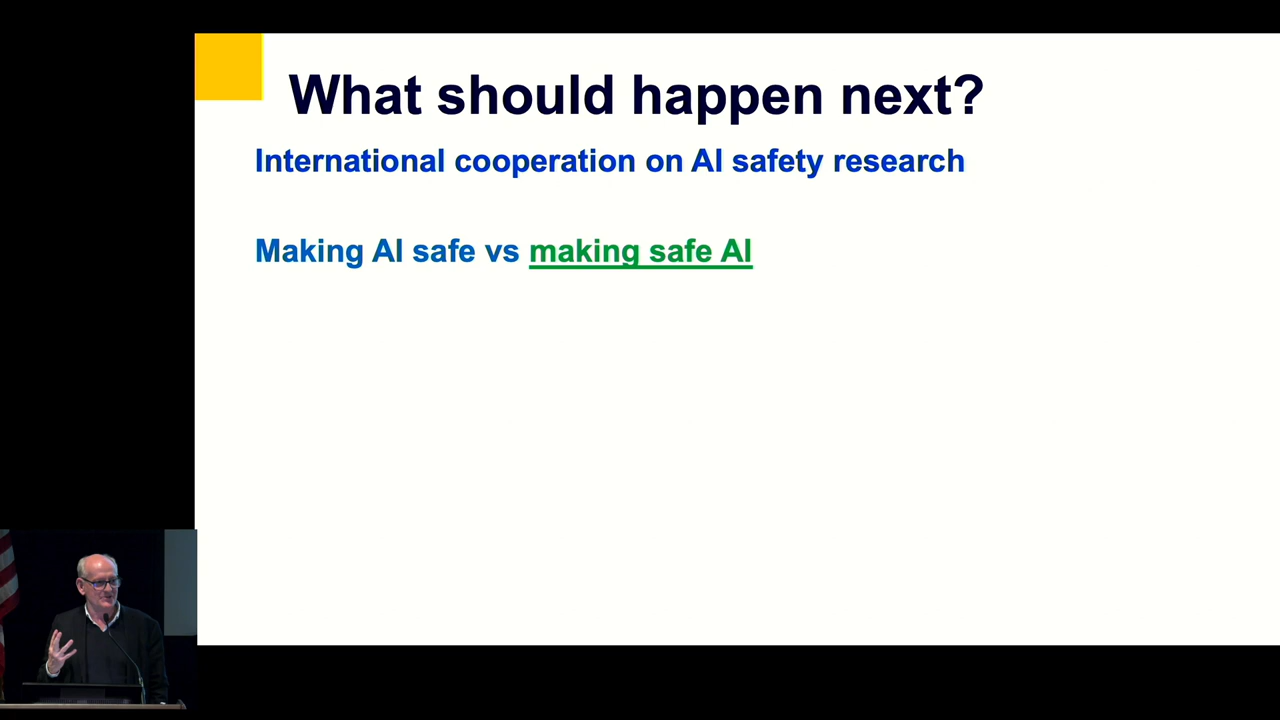 What should happen next?
International cooperation on AI safety research
Making AI safe vs making safe AI